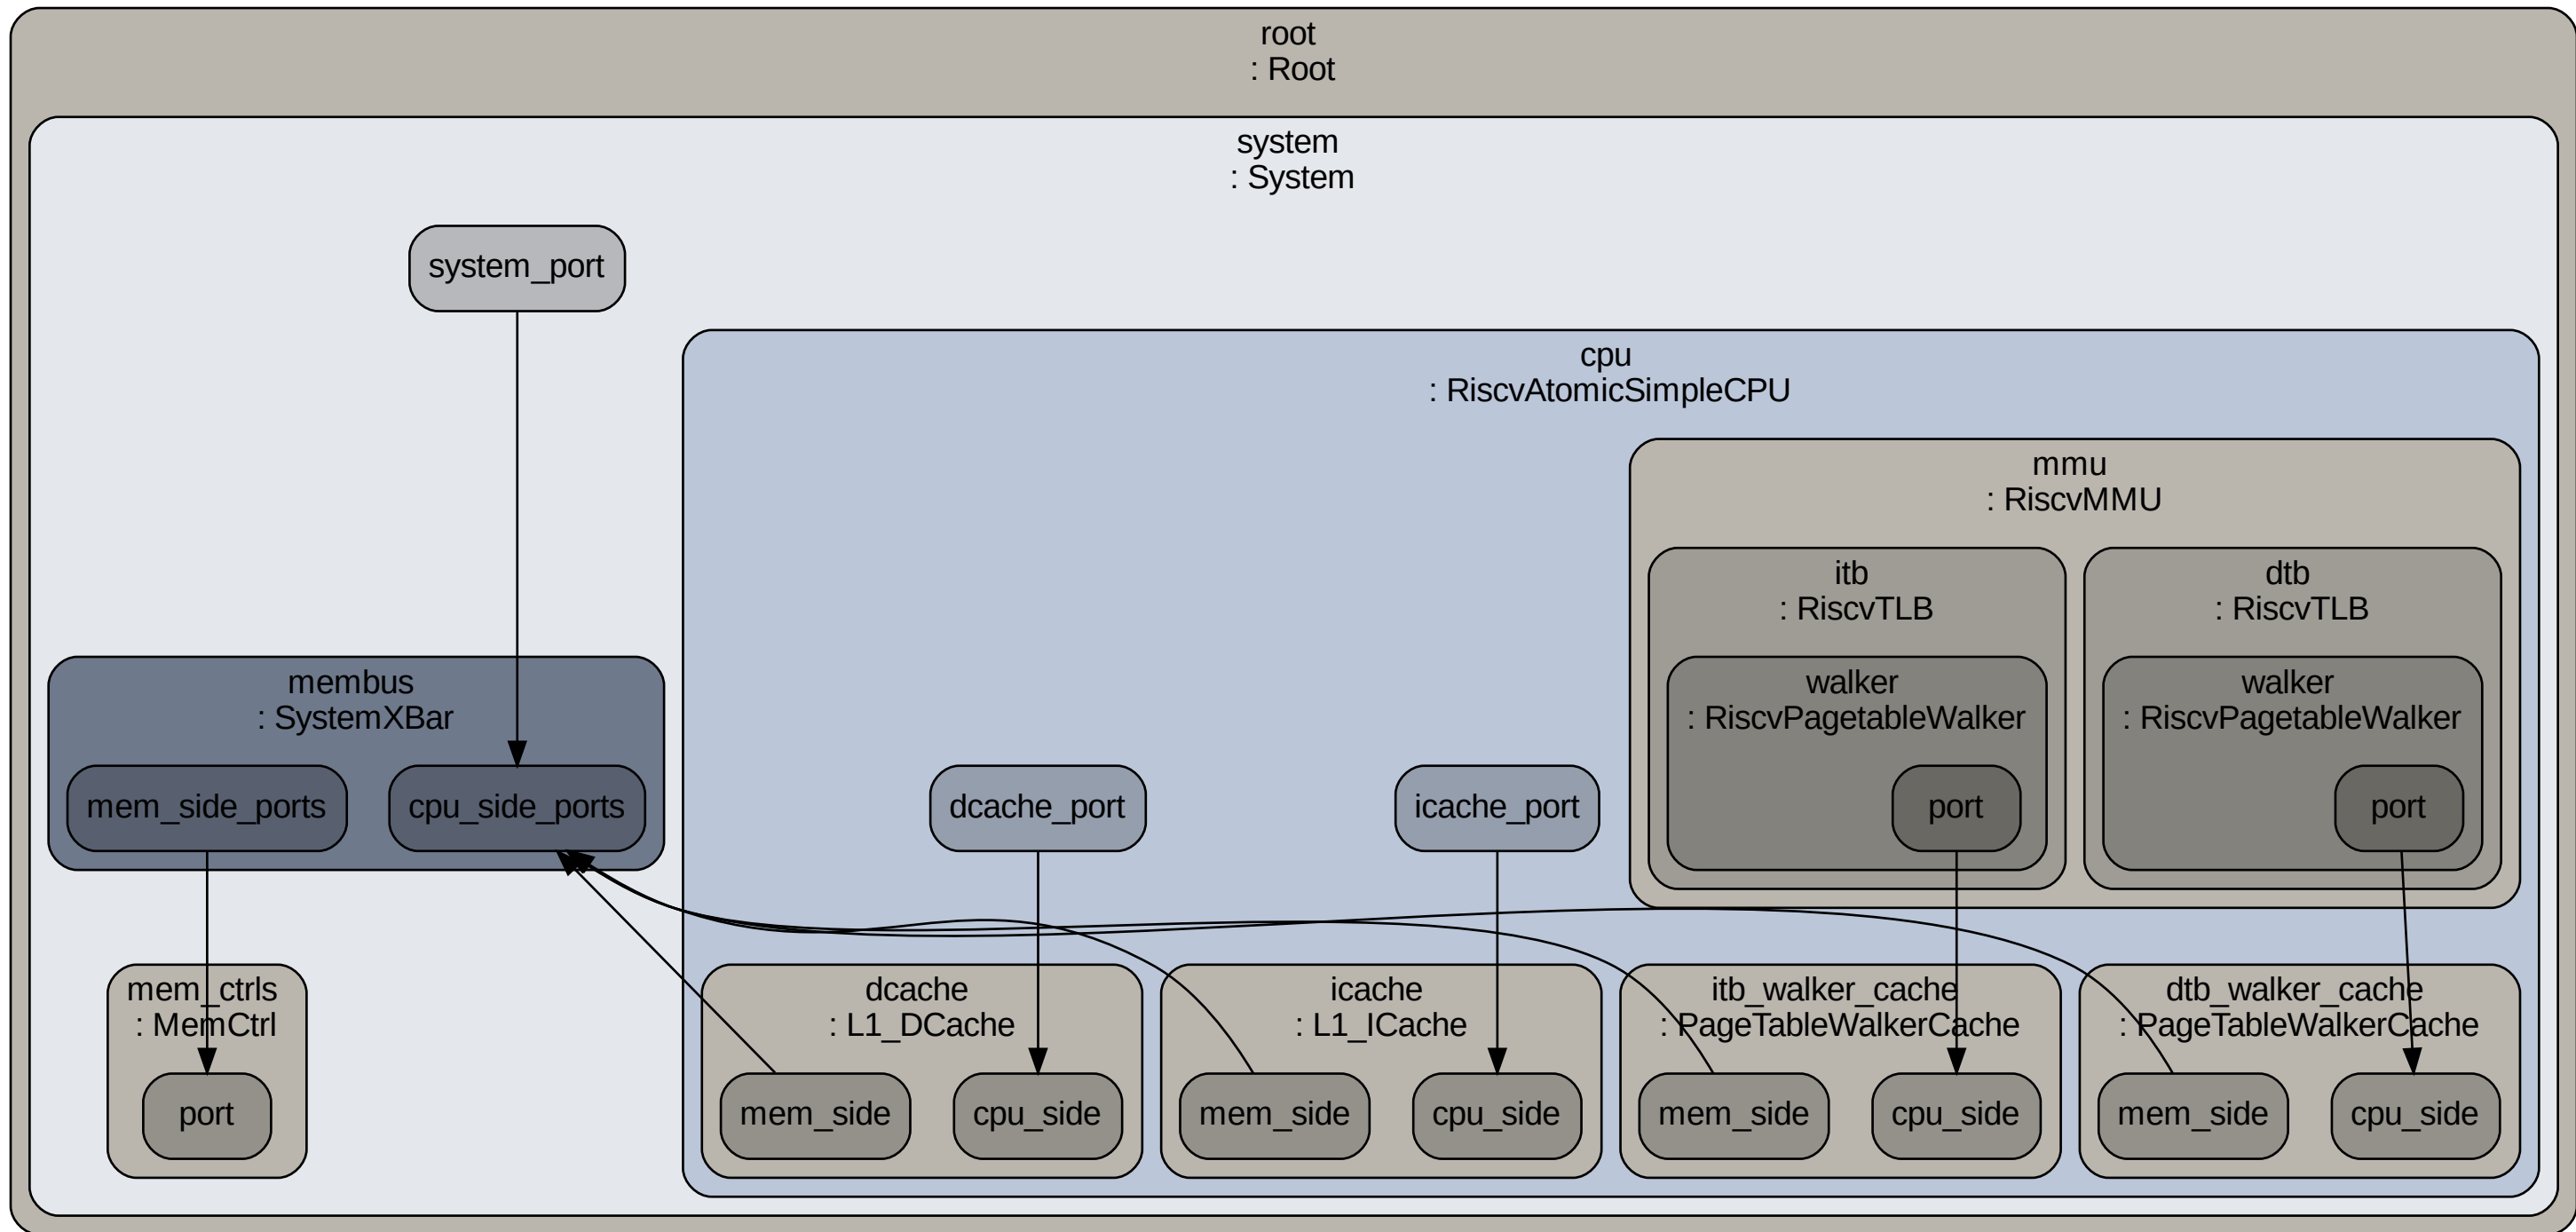 root
: Root
system
: System
system_port
cpu
: RiscvAtomicSimpleCPU
mmu
: RiscvMMU
itb
: RiscvTLB
dtb
: RiscvTLB
membus
: SystemXBar
walker
: RiscvPagetableWalker
walker
: RiscvPagetableWalker
mem_side_ports
cpu_side_ports
dcache_port
icache_port
port
port
mem_ctrls
: MemCtrl
dcache
: L1_DCache
icache
: L1_ICache
itb_walker_cache
: PageTableWalkerCache
dtb_walker_cache
: PageTableWalkerCache
port
mem_side
cpu_side
mem_side
cpu_side
mem_side
cpu_side
mem_side
cpu_side